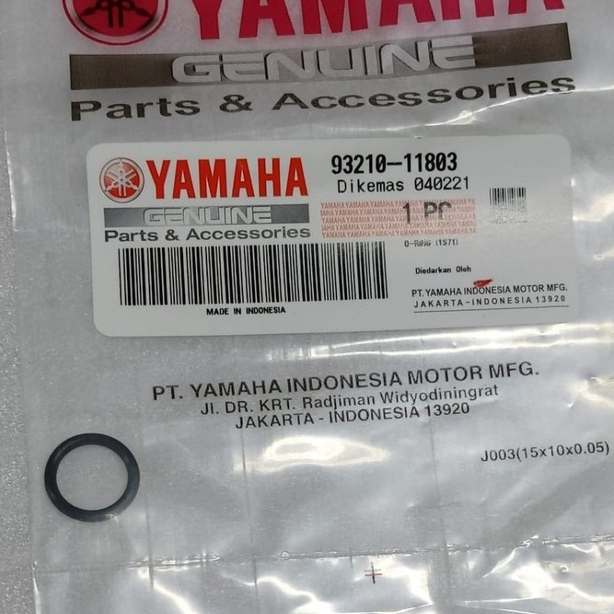 YAMAHA
GENUINE
Parts & Accessories
YAMAHA
GENUINE
Parts & Accessories
93210-11803
Dikemas 040221
1 PC
O-RING (1S71)
Diedarkan Oleh
PT. YAMAHA INDONESIA MOTOR MFG.
JAKARTA-INDONESIA 13920
MADE IN INDONESIA
PT. YAMAHA INDONESIA MOTOR MFG.
Jl. DR. KRT. Radjiman Widyodiningrat
JAKARTA - INDONESIA 13920
J003(15x10x0.05)